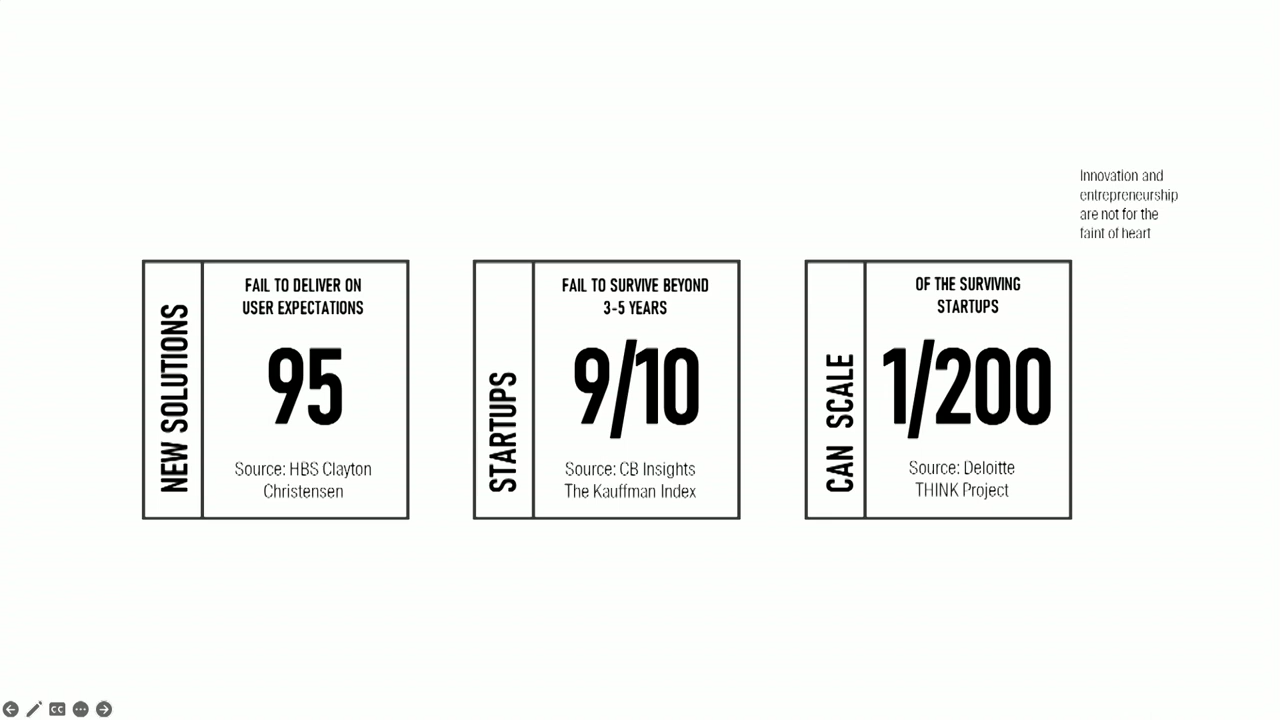 Innovation and
entrepreneurship
are not for the
faint of heart
NEW SOLUTIONS
FAIL TO DELIVER ON
USER EXPECTATIONS
95
Source: HBS Clayton
Christensen
STARTUPS
FAIL TO SURVIVE BEYOND
3-5 YEARS
9/10
Source: CB Insights
The Kauffman Index
CAN SCALE
OF THE SURVIVING
STARTUPS
1/200
Source: Deloitte
THINK Project
CC